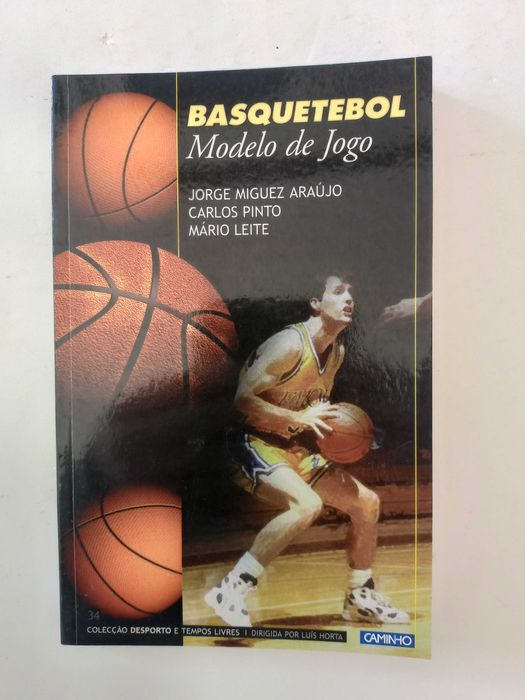 BASQUETEBOL
Modelo de Jogo
JORGE MIGUEZ ARAÚJO
CARLOS PINTO
MÁRIO LEITE
34
COLECÇÃO DESPORTO E TEMPOS LIVRES I DIRIGIDA POR LUÍS HORTA
CAMINHO